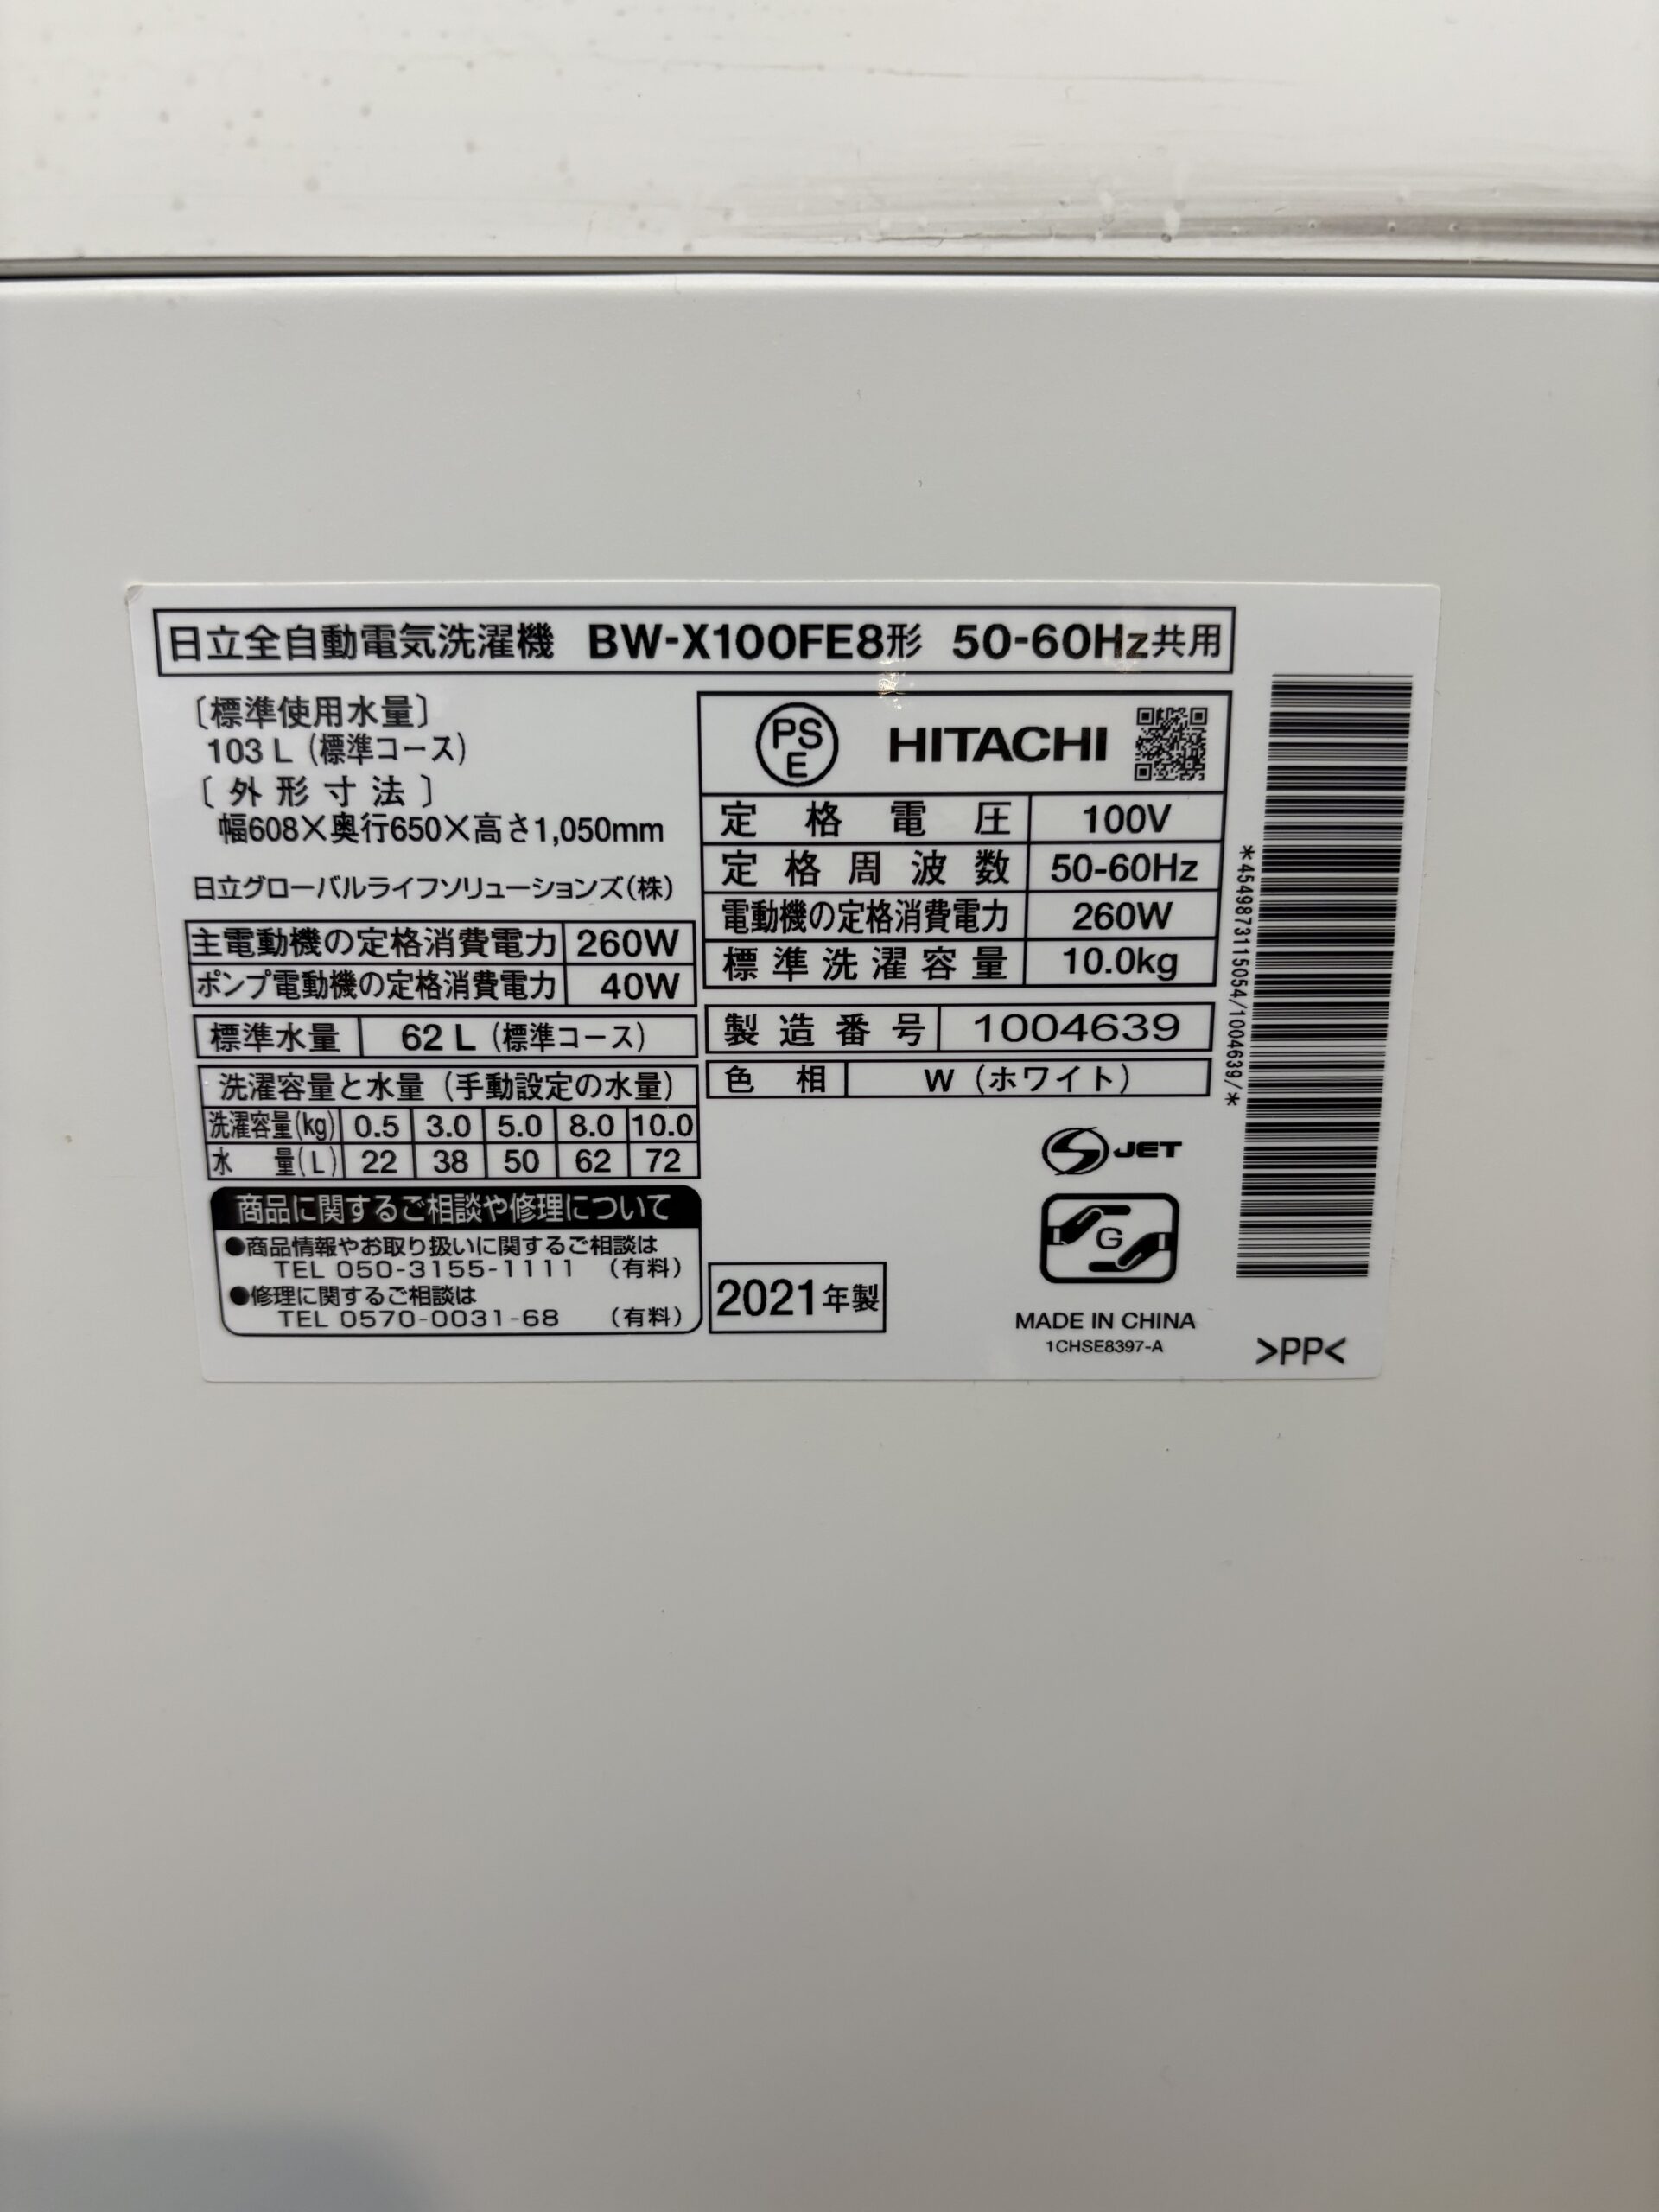 日立全自動電気洗濯機 BW-X100FE8形 50-60Hz共用
〔標準使用水量〕
103 L (標準コース)
〔外形寸法〕
幅608×奥行650×高さ1,050mm
日立グローバルライフソリューションズ(株)
主電動機の定格消費電力 260W
ポンプ電動機の定格消費電力 40W
標準水量 62 L (標準コース)
洗濯容量と水量 (手動設定の水量)
洗濯容量(kg) 0.5 3.0 5.0 8.0 10.0
水量(L) 22 38 50 62 72
商品に関するご相談や修理について
●商品情報やお取り扱いに関するご相談は
TEL 050-3155-1111 (有料)
●修理に関するご相談は
TEL 0570-0031-68 (有料)
PS
E
HITACHI
定格電圧 100V
定格周波数 50-60Hz
電動機の定格消費電力 260W
標準洗濯容量 10.0kg
製造番号 1004639
色相 W (ホワイト)
S JET
G
2021年製
MADE IN CHINA
1CHSE8397-A
*4549873115054/1004639/*
>PP<